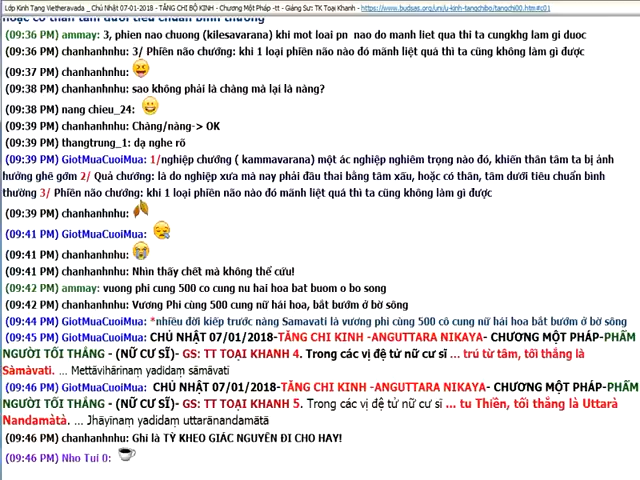 Lớp Kinh Tạng Vietheravada _ Chủ Nhật 07-01-2018 - TĂNG CHI BỘ KINH - Chương Một Pháp -tt - Giảng Sư: TK Toại Khanh - https://www.budsas.org/uni/u-kinh-tangchibo/tangchi00.htm#c01
hoặc có thân tâm dưới tiêu chuẩn bình thường
(09:36 PM) ammay: 3, phien nao chuong (kilesavarana) khi mot loai pn nao do manh liet qua thi ta cungkhg lam gi duoc
(09:36 PM) chanhanhnhu: 3/ Phiền não chướng: khi 1 loại phiền não nào đó mãnh liệt quá thì ta cũng không làm gì được
(09:37 PM) chanhanhnhu:
(09:38 PM) chanhanhnhu: sao không phải là chàng mà lại là nàng?
(09:38 PM) nang chieu_24:
(09:39 PM) chanhanhnhu: Chàng/nàng-> OK
(09:39 PM) thangtrung_1: dạ nghe rõ
(09:39 PM) GiotMuaCuoiMua: 1/nghiệp chướng ( kammavarana) một ác nghiệp nghiêm trọng nào đó, khiến thân tâm ta bị ảnh
hưởng ghê gớm 2/ Quả chướng: là do nghiệp xưa mà nay phải đầu thai bằng tâm xấu, hoặc có thân, tâm dưới tiêu chuẩn bình
thường 3/ Phiền não chướng: khi 1 loại phiền não nào đó mãnh liệt quá thì ta cũng không làm gì được
(09:39 PM) chanhanhnhu:
(09:41 PM) GiotMuaCuoiMua:
(09:41 PM) chanhanhnhu:
(09:41 PM) chanhanhnhu: Nhìn thấy chết mà không thể cứu!
(09:42 PM) ammay: vuong phi cung 500 co cung nu hai hoa bat buom o bo song
(09:42 PM) chanhanhnhu: Vương Phi cùng 500 cung nữ hái hoa, bắt bướm ở bờ sông
(09:44 PM) GiotMuaCuoiMua: *nhiều đời kiếp trước nàng Samavati là vương phi cùng 500 cô cung nữ hái hoa bắt bướm ở bờ sông
(09:45 PM) GiotMuaCuoiMua: CHỦ NHẬT 07/01/2018-TĂNG CHI KINH -ANGUTTARA NIKAYA- CHƯƠNG MỘT PHÁP-PHẨM
NGƯỜI TỐI THẮNG - (NỮ CƯ SĨ)- GS: TT TOẠI KHANH 4. Trong các vị đệ tử nữ cư sĩ ... trú từ tâm, tối thắng là
Sàmàvati. ... Mettāvihārinaṃ yadidaṃ sāmāvatī
(09:46 PM) GiotMuaCuoiMua: CHỦ NHẬT 07/01/2018-TĂNG CHI KINH -ANGUTTARA NIKAYA- CHƯƠNG MỘT PHÁP-PHẨM
NGƯỜI TỐI THẮNG - (NỮ CƯ SĨ)- GS: TT TOẠI KHANH 5. Trong các vị đệ tử nữ cư sĩ ... tu Thiền, tối thắng là Uttarà
Nandamàtà. ... Jhāyīnaṃ yadidaṃ uttarānandamātā
(09:46 PM) chanhanhnhu: Ghi là TỲ KHEO GIÁC NGUYÊN ĐI CHO HAY!
(09:46 PM) Nho Tui 0: